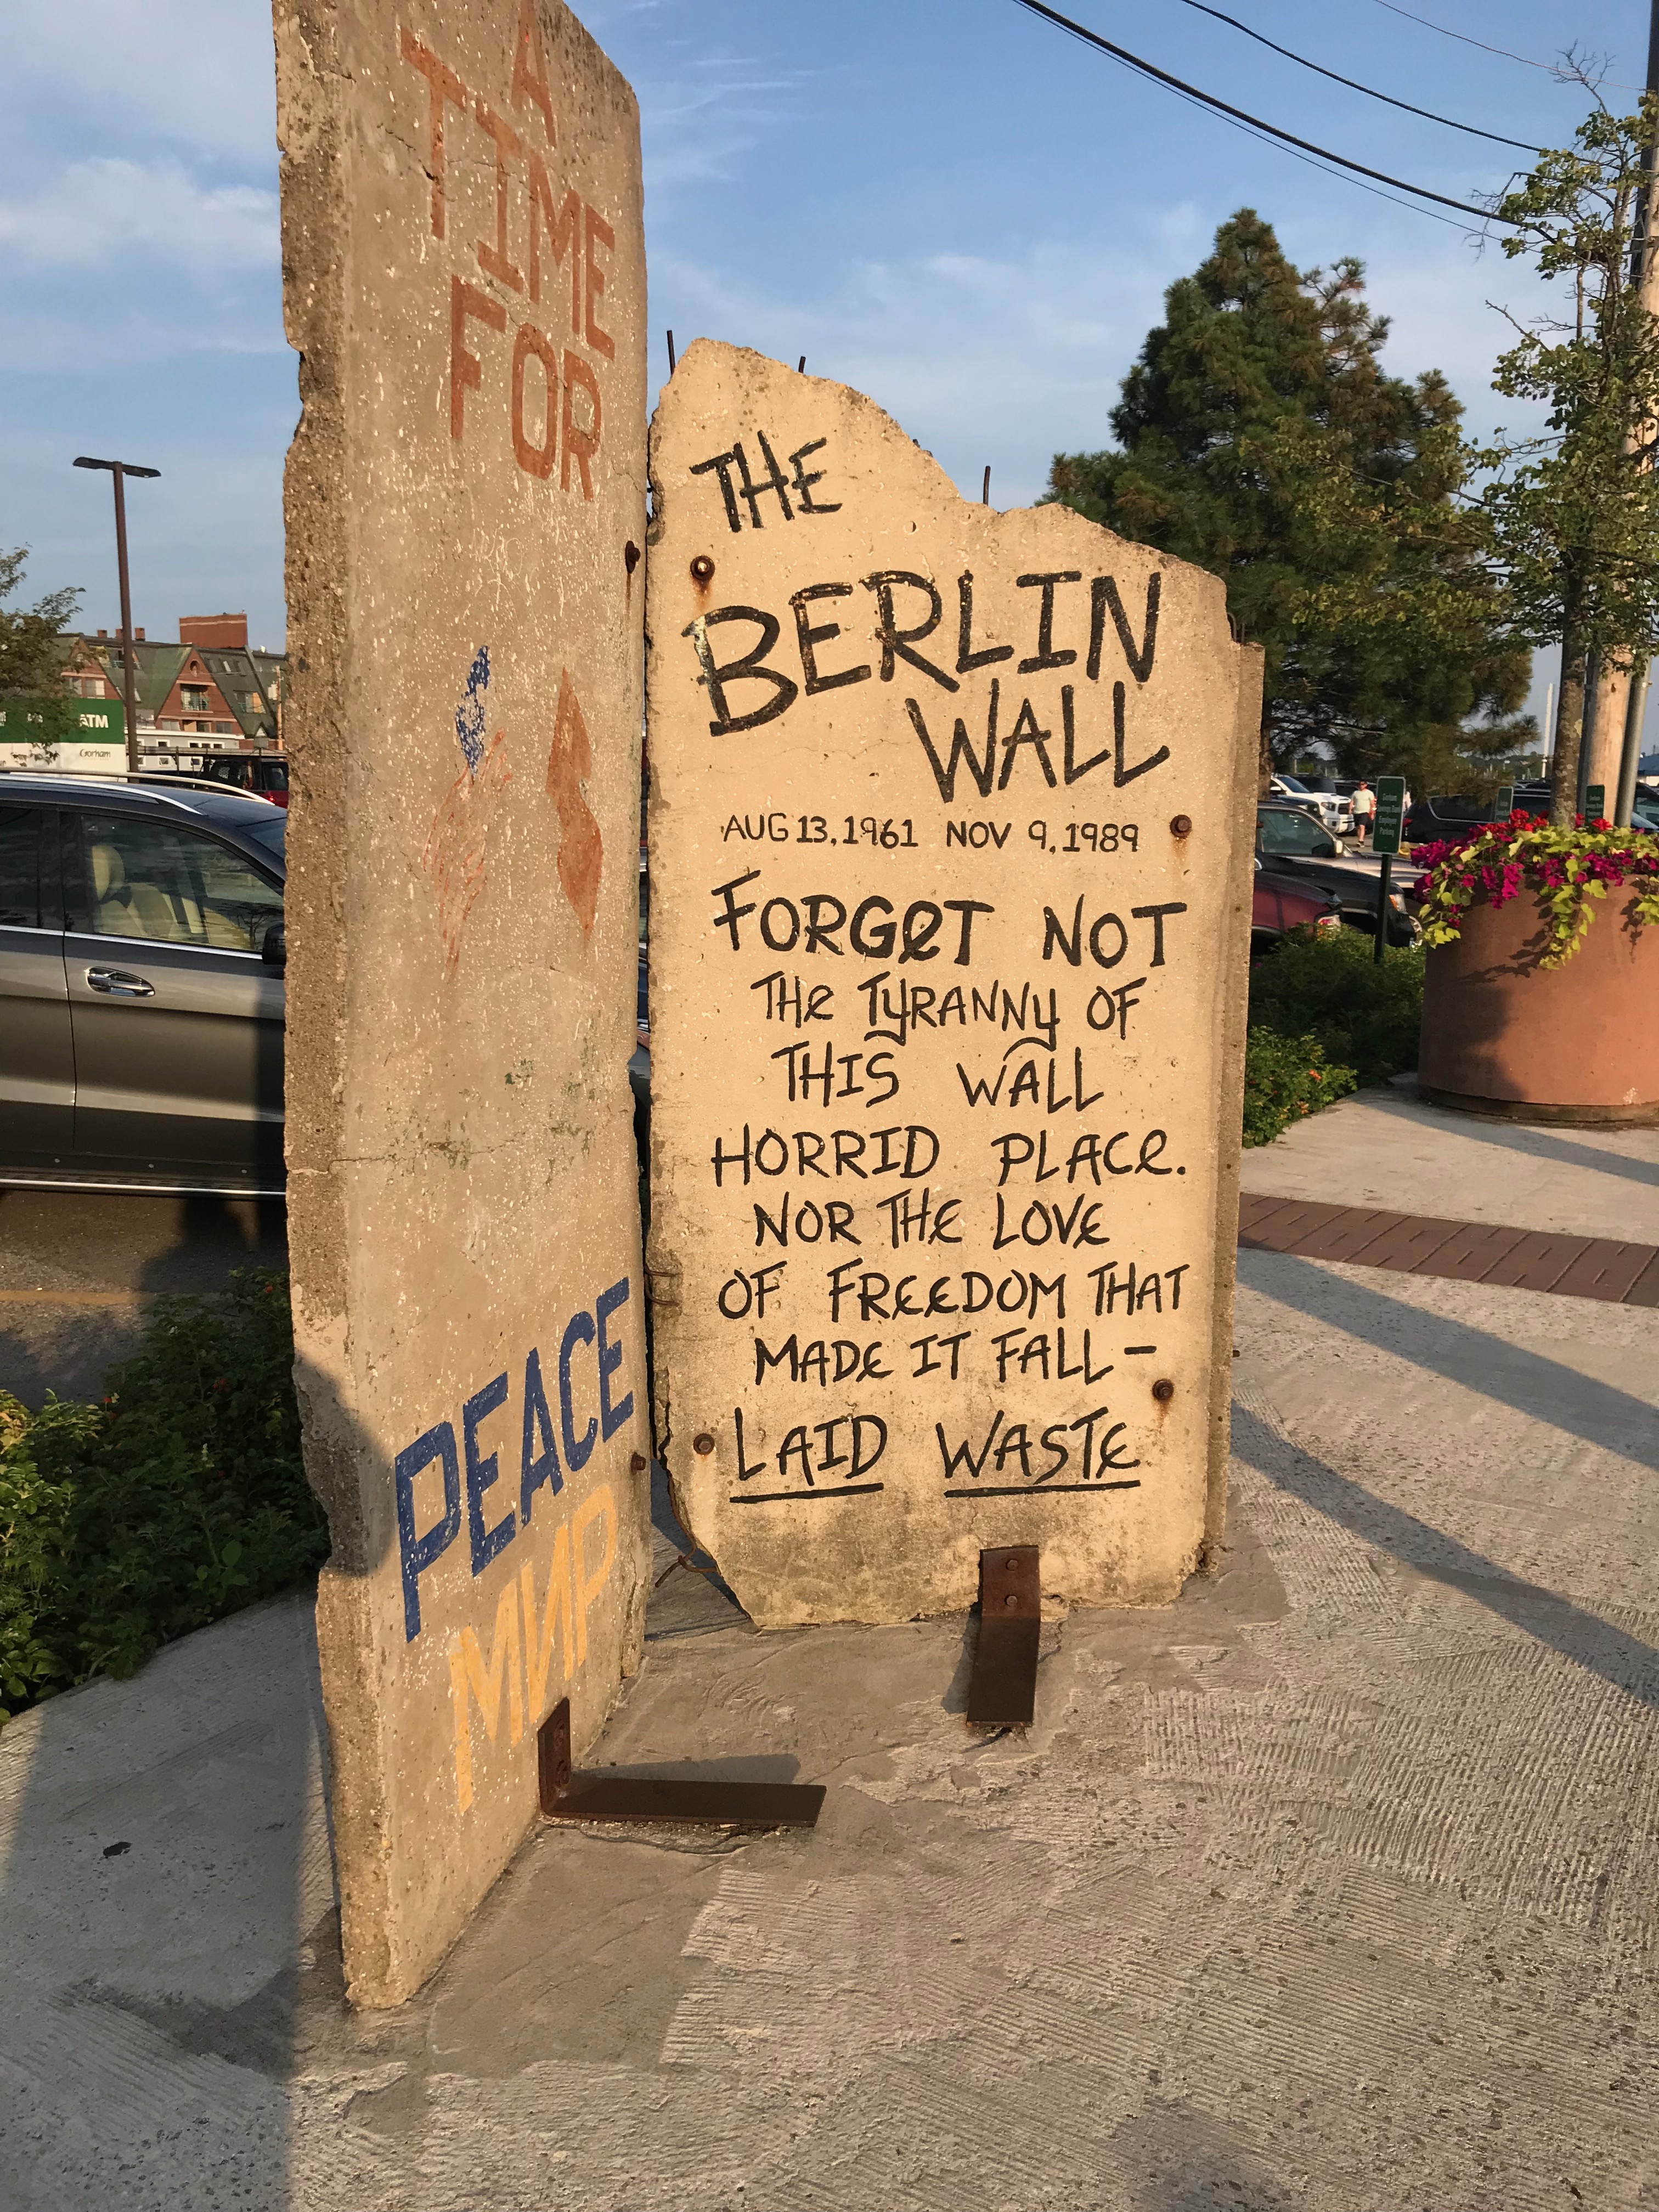 A
TIME
FOR
PEACE
МИР
THE
BERLIN
WALL
AUG 13, 1961 NOV 9, 1989
FORGET NOT
THE TYRANNY OF
THIS WALL
HORRID PLACE.
NOR THE LOVE
OF FREEDOM THAT
MADE IT FALL –
LAID WASTE
ATM
Gorham